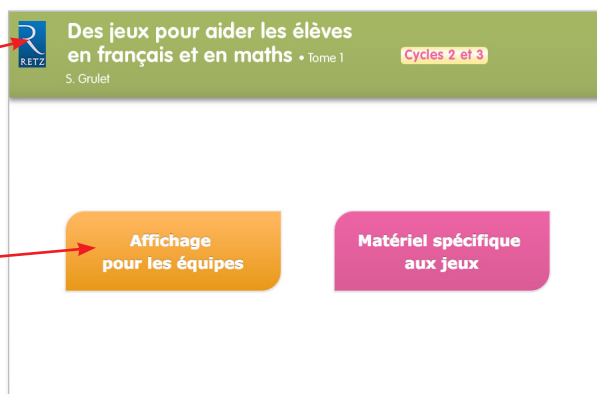 R
RETZ
Des jeux pour aider les élèves
en français et en maths • Tome 1
Cycles 2 et 3
S. Grulet
Affichage
pour les équipes
Matériel spécifique
aux jeux